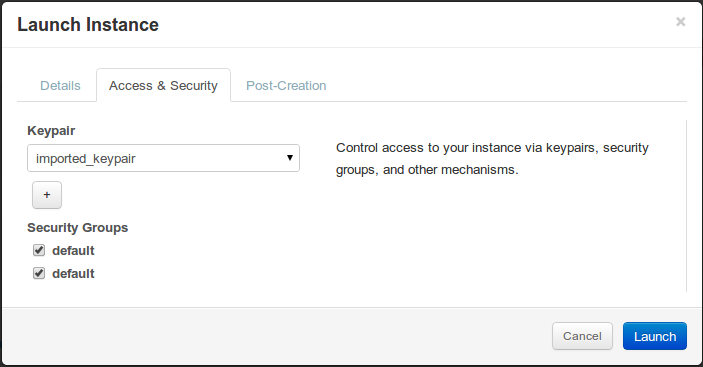 Launch Instance
×
Details
Access & Security
Post-Creation
Keypair
imported_keypair
+
Security Groups
default
default
Control access to your instance via keypairs, security
groups, and other mechanisms.
Cancel
Launch